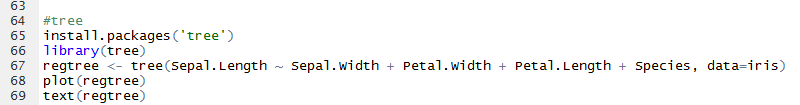 63
64 #tree
65 install.packages('tree')
66 library(tree)
67 regtree <- tree(Sepal.Length ~ Sepal.Width + Petal.Width + Petal.Length + Species, data=iris)
68 plot(regtree)
69 text(regtree)